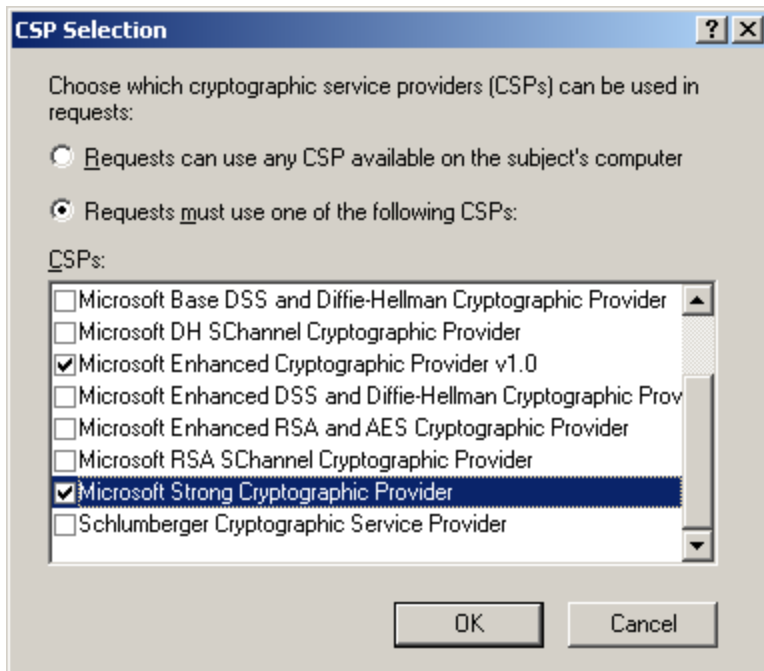 CSP Selection
Choose which cryptographic service providers (CSPs) can be used in
requests:
Requests can use any CSP available on the subject's computer
Requests must use one of the following CSPs:
CSPs:
Microsoft Base DSS and Diffie-Hellman Cryptographic Provider
Microsoft DH SChannel Cryptographic Provider
Microsoft Enhanced Cryptographic Provider v1.0
Microsoft Enhanced DSS and Diffie-Hellman Cryptographic Prov
Microsoft Enhanced RSA and AES Cryptographic Provider
Microsoft RSA SChannel Cryptographic Provider
Microsoft Strong Cryptographic Provider
Schlumberger Cryptographic Service Provider
OK Cancel